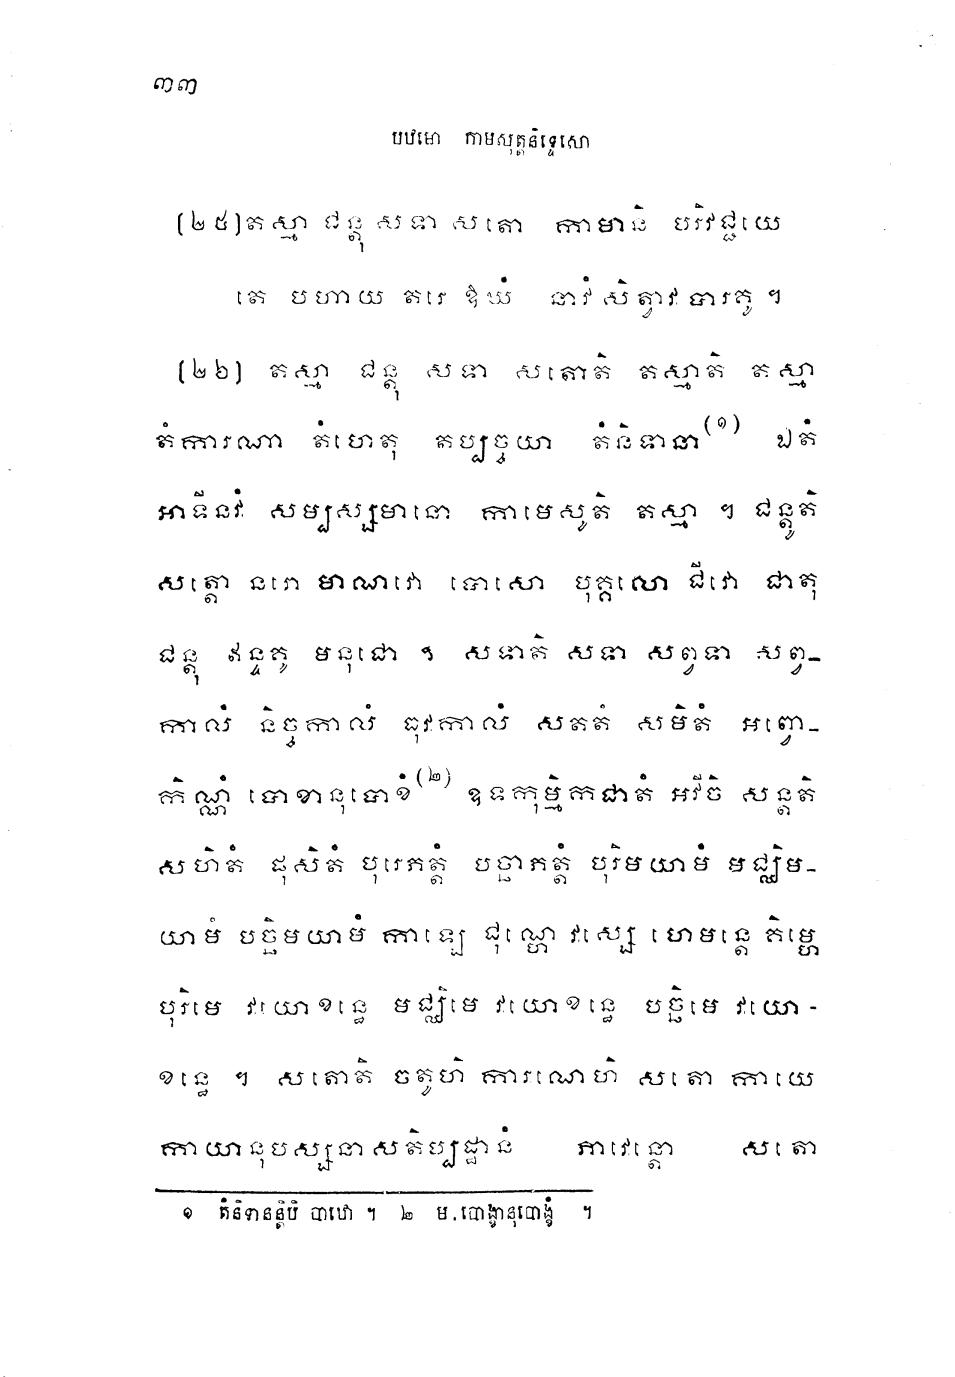 ៣៣
បឋមោ កាមសុត្តនិទ្ទេសោ
(២៥)តស្មា ជន្តុ សទា សតោ កាមានិ បរិវជ្ជយេ
តេ បហាយ តរេ ឱឃំ នាវំ សិត្វាវ បារគូ ។
(២៦) តស្មា ជន្តុ សទា សតោតិ តស្មាតិ តស្មា
តំការណា តំហេតុ តប្បច្ចយា តំនិទានា(១) ឯតំ
អាទីនវំ សម្បស្សមានោ កាមេសូតិ តស្មា ។ ជន្តូតិ
សត្តោ នរោ មាណវោ បោសោ បុគ្គលោ ជីវោ ជាតុ
ជន្តុ ឥន្ទគូ មនុជោ ។ សទាតិ សទា សព្វទា សព្វ-
កាលំ និច្ចកាលំ ធុវកាលំ សតតំ សមិតំ អព្វោ-
កិណ្ណំ បោខានុបោខំ(២) ឧទកុម្មិកជាតំ អវីចិ សន្តតិ
សហិតំ ផុសិតំ បុរេភត្តំ បច្ឆាភត្តំ បុរិមយាមំ មជ្ឈិម-
យាមំ បច្ឆិមយាមំ កាឡេ ជុណ្ហេ វស្សេ ហេមន្តេ គិម្ហេ
បុរិមេ វយោខន្ធេ មជ្ឈិមេ វយោខន្ធេ បច្ឆិមេ វយោ-
ខន្ធេ ។ សតោតិ ចតូហិ ការណេហិ សតោ កាយេ
កាយានុបស្សនាសតិប្បដ្ឋានំ ភាវេន្តោ សតោ
១ តំនិទានន្តិបិ បាឋោ ។ ២ ម.បោង្ខានុបោង្ខំ ។